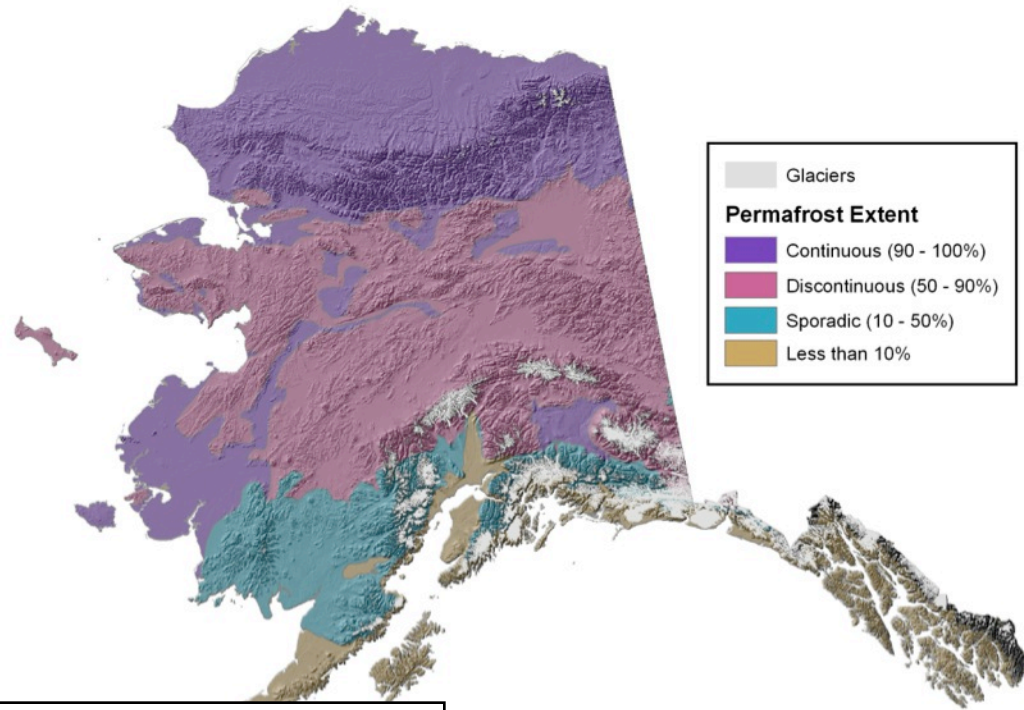 Glaciers
Permafrost Extent
Continuous (90 - 100%)
Discontinuous (50 - 90%)
Sporadic (10 - 50%)
Less than 10%